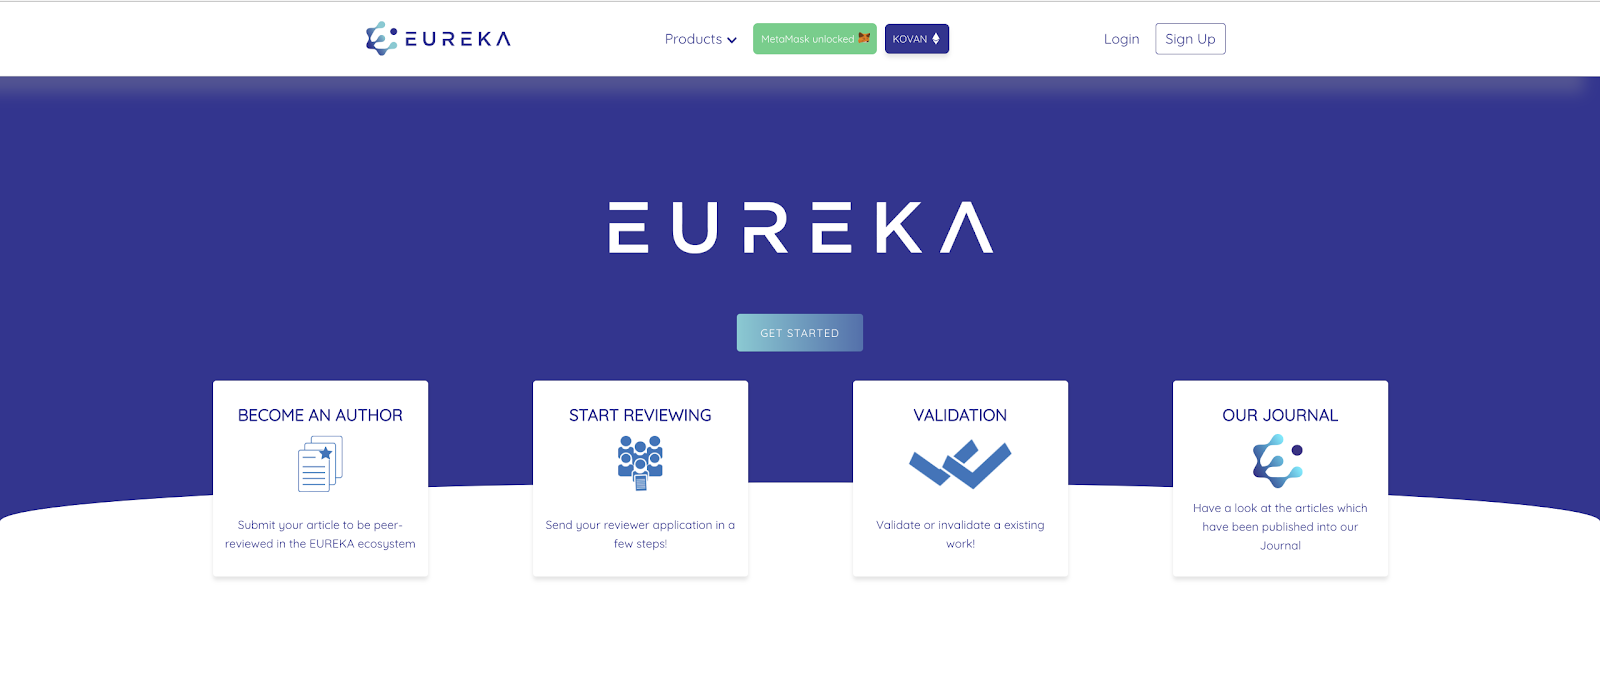 EUREKA
Products
MetaMask unlocked
KOVAN
Login
Sign Up
EUREKA
GET STARTED
BECOME AN AUTHOR
Submit your article to be peer-
reviewed in the EUREKA ecosystem
START REVIEWING
Send your reviewer application in a
few steps!
VALIDATION
Validate or invalidate a existing
work!
OUR JOURNAL
Have a look at the articles which
have been published into our
Journal